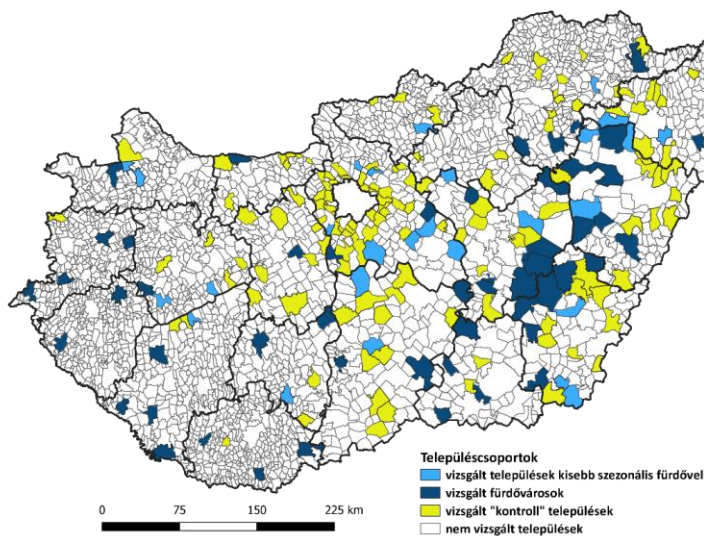 Településcsoportok
vizsgált települések kisebb szezonális fürdővel
vizsgált fürdővárosok
vizsgált "kontroll" települések
nem vizsgált települések
0 75 150 225 km